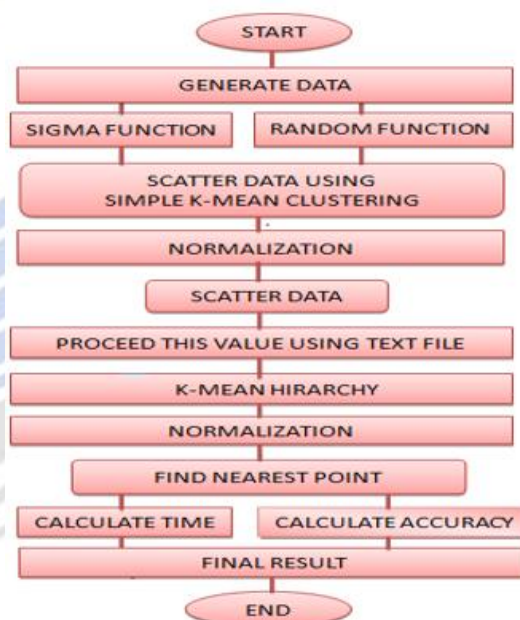 START
GENERATE DATA
SIGMA FUNCTION
RANDOM FUNCTION
SCATTER DATA USING
SIMPLE K-MEAN CLUSTERING
NORMALIZATION
SCATTER DATA
PROCEED THIS VALUE USING TEXT FILE
K-MEAN HIRARCHY
NORMALIZATION
FIND NEAREST POINT
CALCULATE TIME
CALCULATE ACCURACY
FINAL RESULT
END